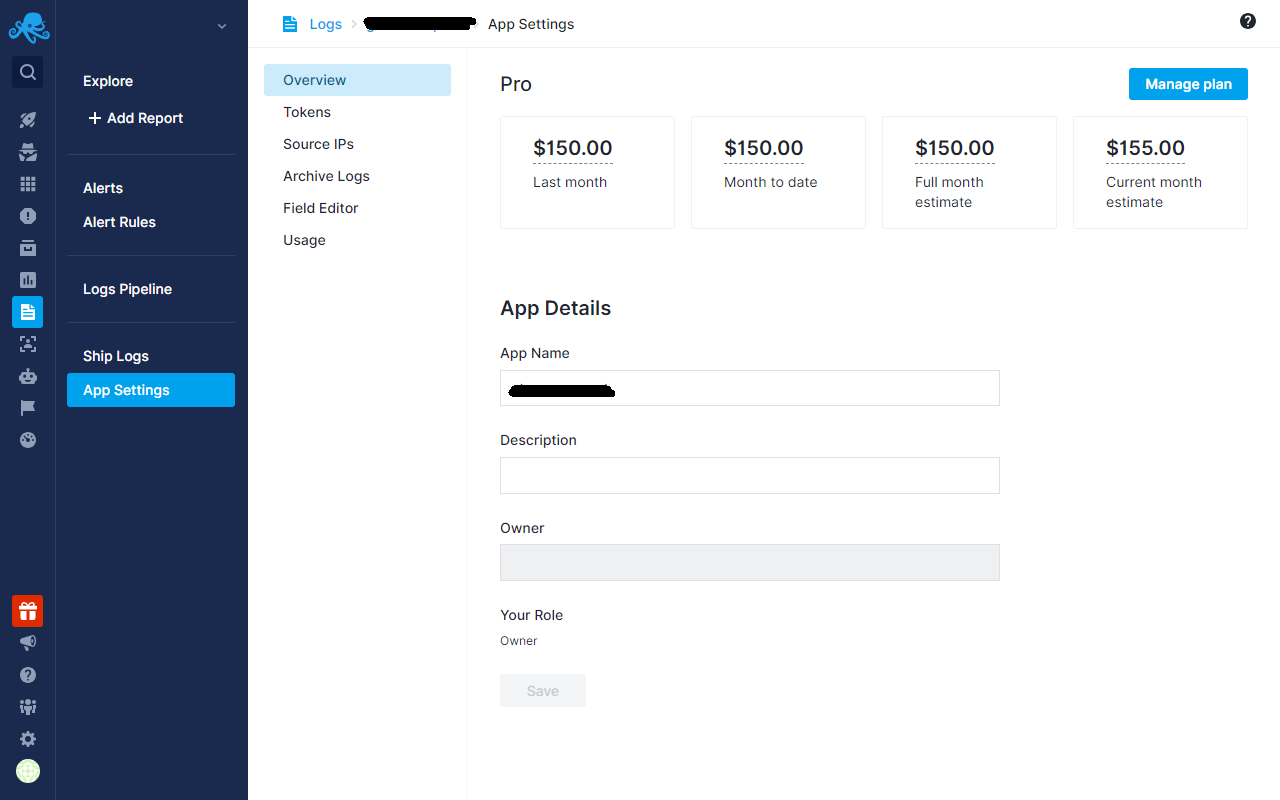 Logs
App Settings
Explore
Add Report
Alerts
Alert Rules
Logs Pipeline
Ship Logs
App Settings
Overview
Tokens
Source IPs
Archive Logs
Field Editor
Usage
Pro
Manage plan
$150.00
Last month
$150.00
Month to date
$150.00
Full month
estimate
$155.00
Current month
estimate
App Details
App Name
Description
Owner
Your Role
Owner
Save